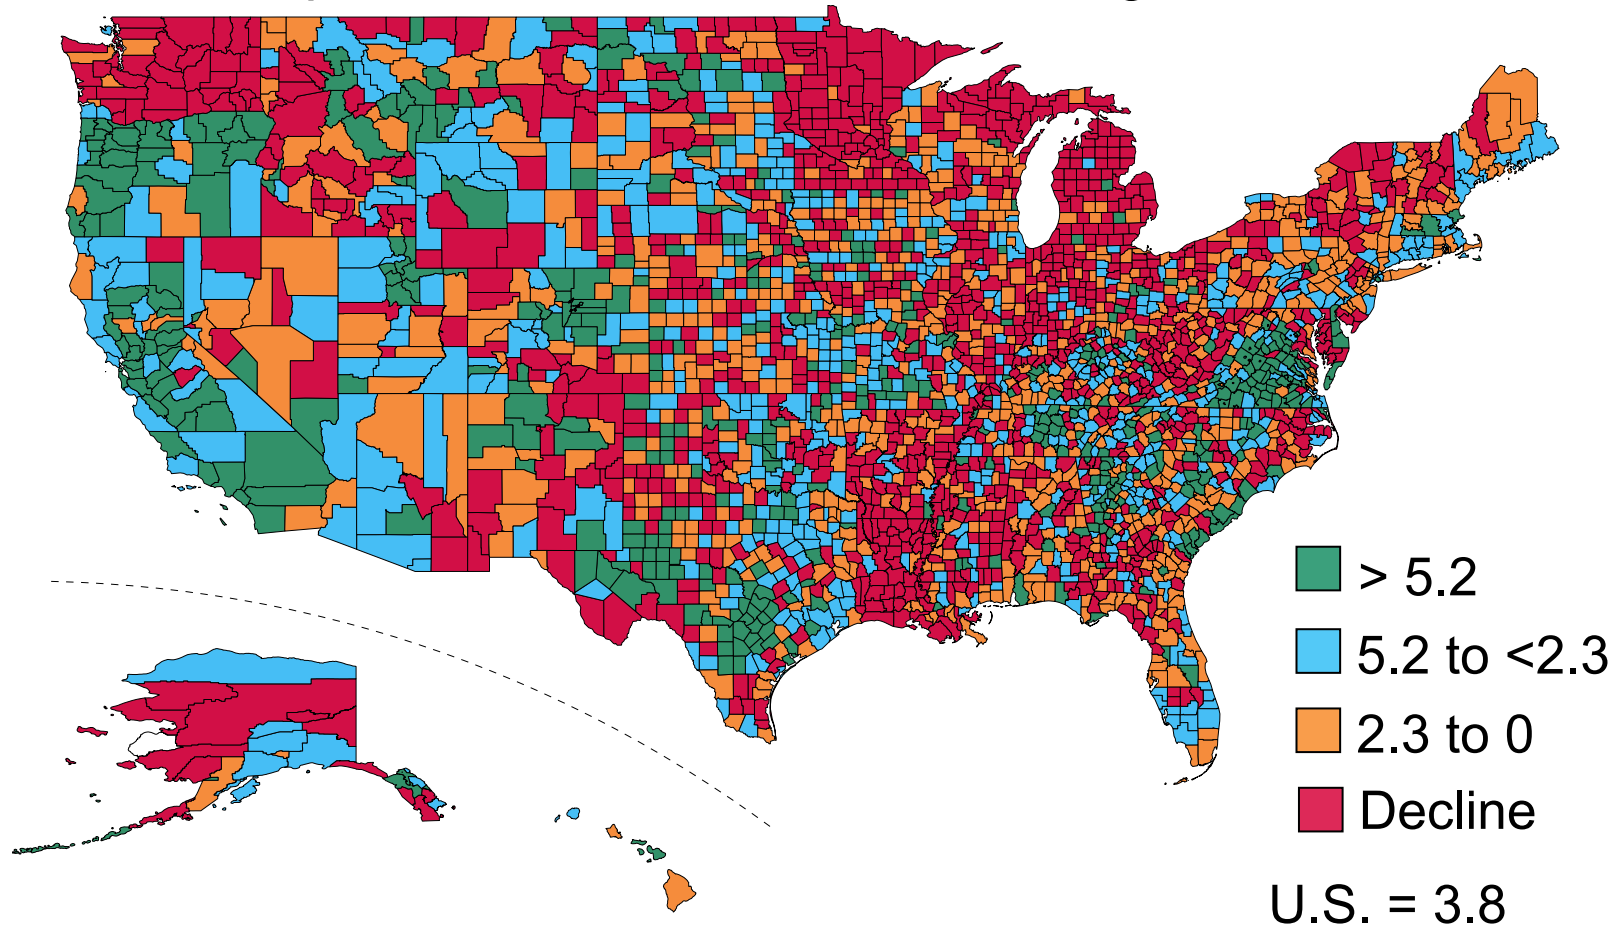 > 5.2
5.2 to <2.3
2.3 to 0
Decline
U.S. = 3.8